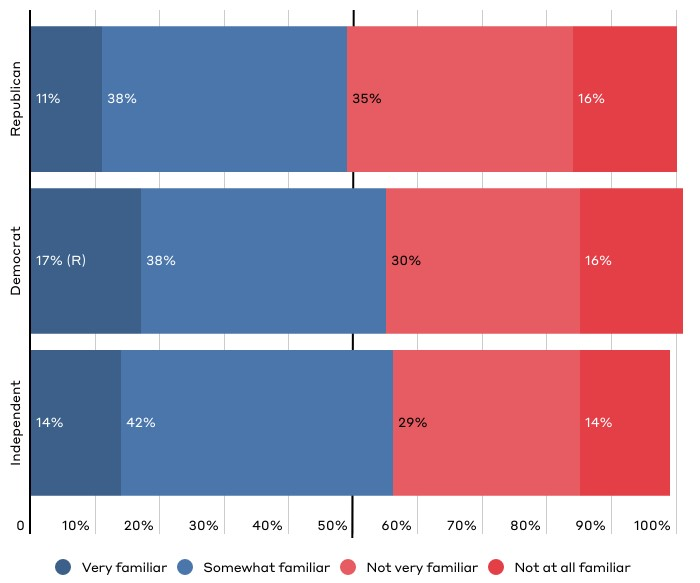 Republican
11% 38% 35% 16%
Democrat
17% (R) 38% 30% 16%
Independent
14% 42% 29% 14%
0 10% 20% 30% 40% 50% 60% 70% 80% 90% 100%
Very familiar Somewhat familiar Not very familiar Not at all familiar